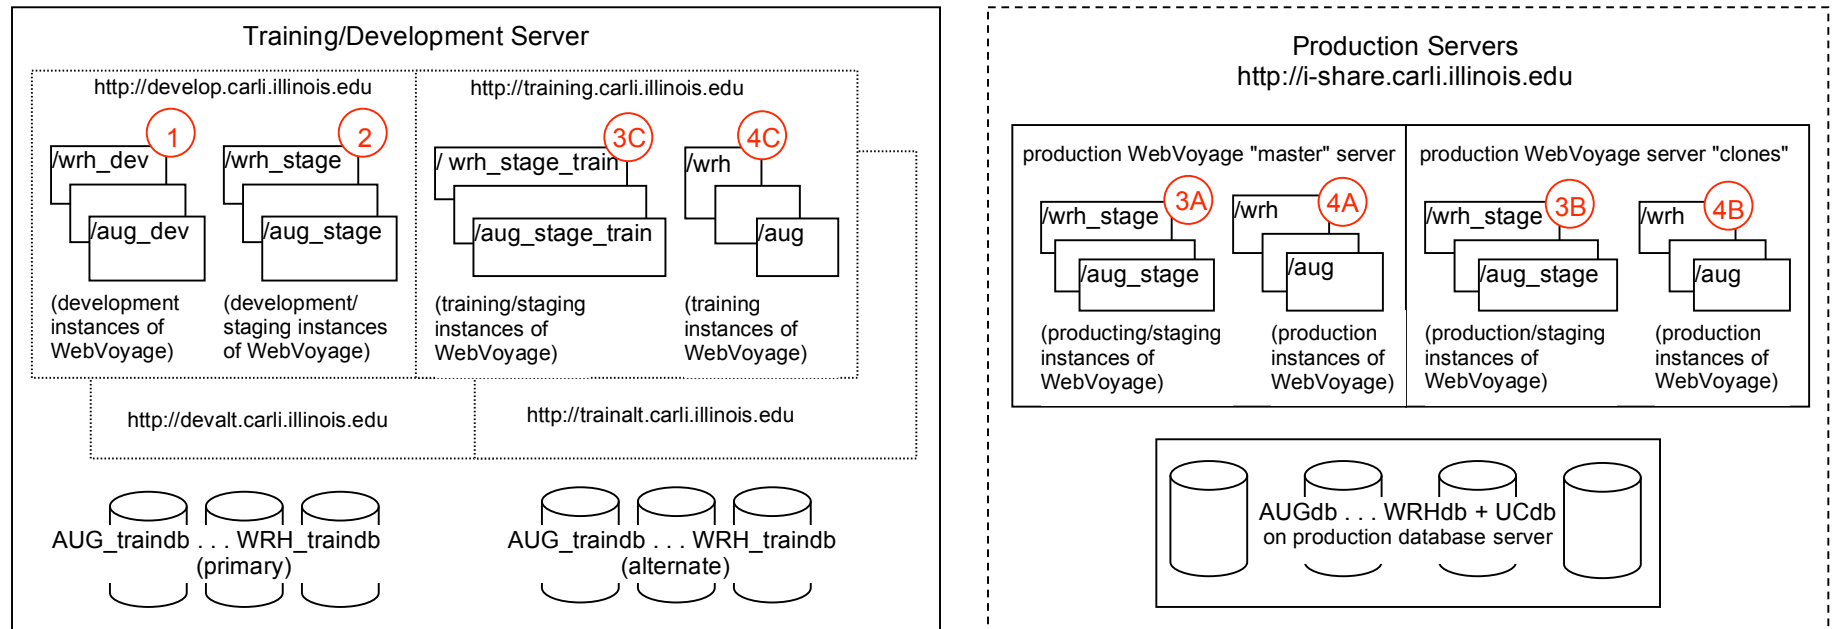 Training/Development Server
http://develop.carli.illinois.edu
http://training.carli.illinois.edu
1
2
3C
4C
/wrh_dev
/wrh_stage
/ wrh_stage_train
/wrh
/aug_dev
/aug_stage
/aug_stage_train
/aug
(development
instances of
WebVoyage)
(development/
staging instances
of WebVoyage)
(training/staging
instances of
WebVoyage)
(training
instances of
WebVoyage)
http://devalt.carli.illinois.edu
http://trainalt.carli.illinois.edu
AUG_traindb . . . WRH_traindb
(primary)
AUG_traindb . . . WRH_traindb
(alternate)
Production Servers
http://i-share.carli.illinois.edu
production WebVoyage "master" server
production WebVoyage server "clones"
3A
4A
3B
4B
/wrh_stage
/wrh
/wrh_stage
/wrh
/aug_stage
/aug
/aug_stage
/aug
(producting/staging
instances of
WebVoyage)
(production
instances of
WebVoyage)
(production/staging
instances of
WebVoyage)
(production
instances of
WebVoyage)
AUGdb . . . WRHdb + UCdb
on production database server